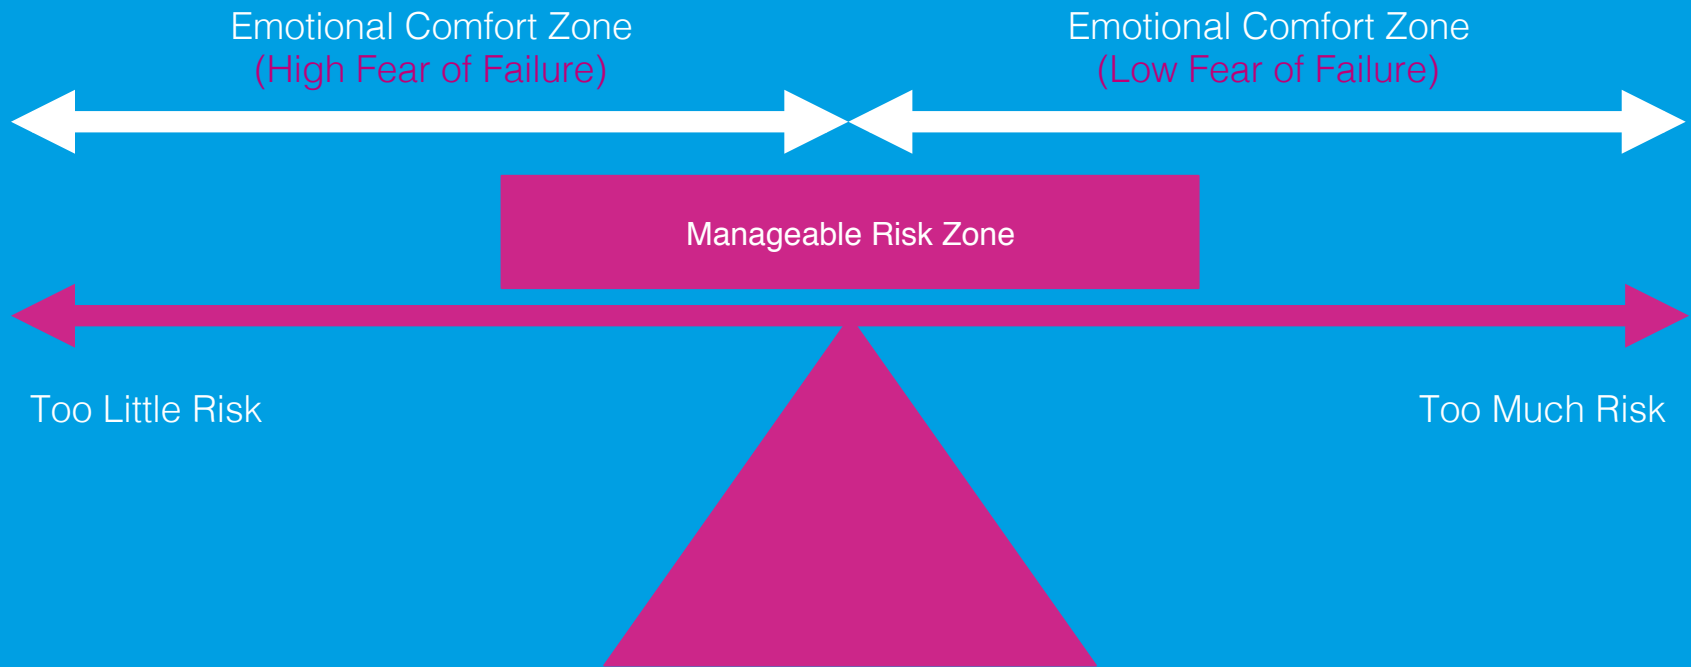 Emotional Comfort Zone
(High Fear of Failure)
Emotional Comfort Zone
(Low Fear of Failure)
Manageable Risk Zone
Too Little Risk
Too Much Risk